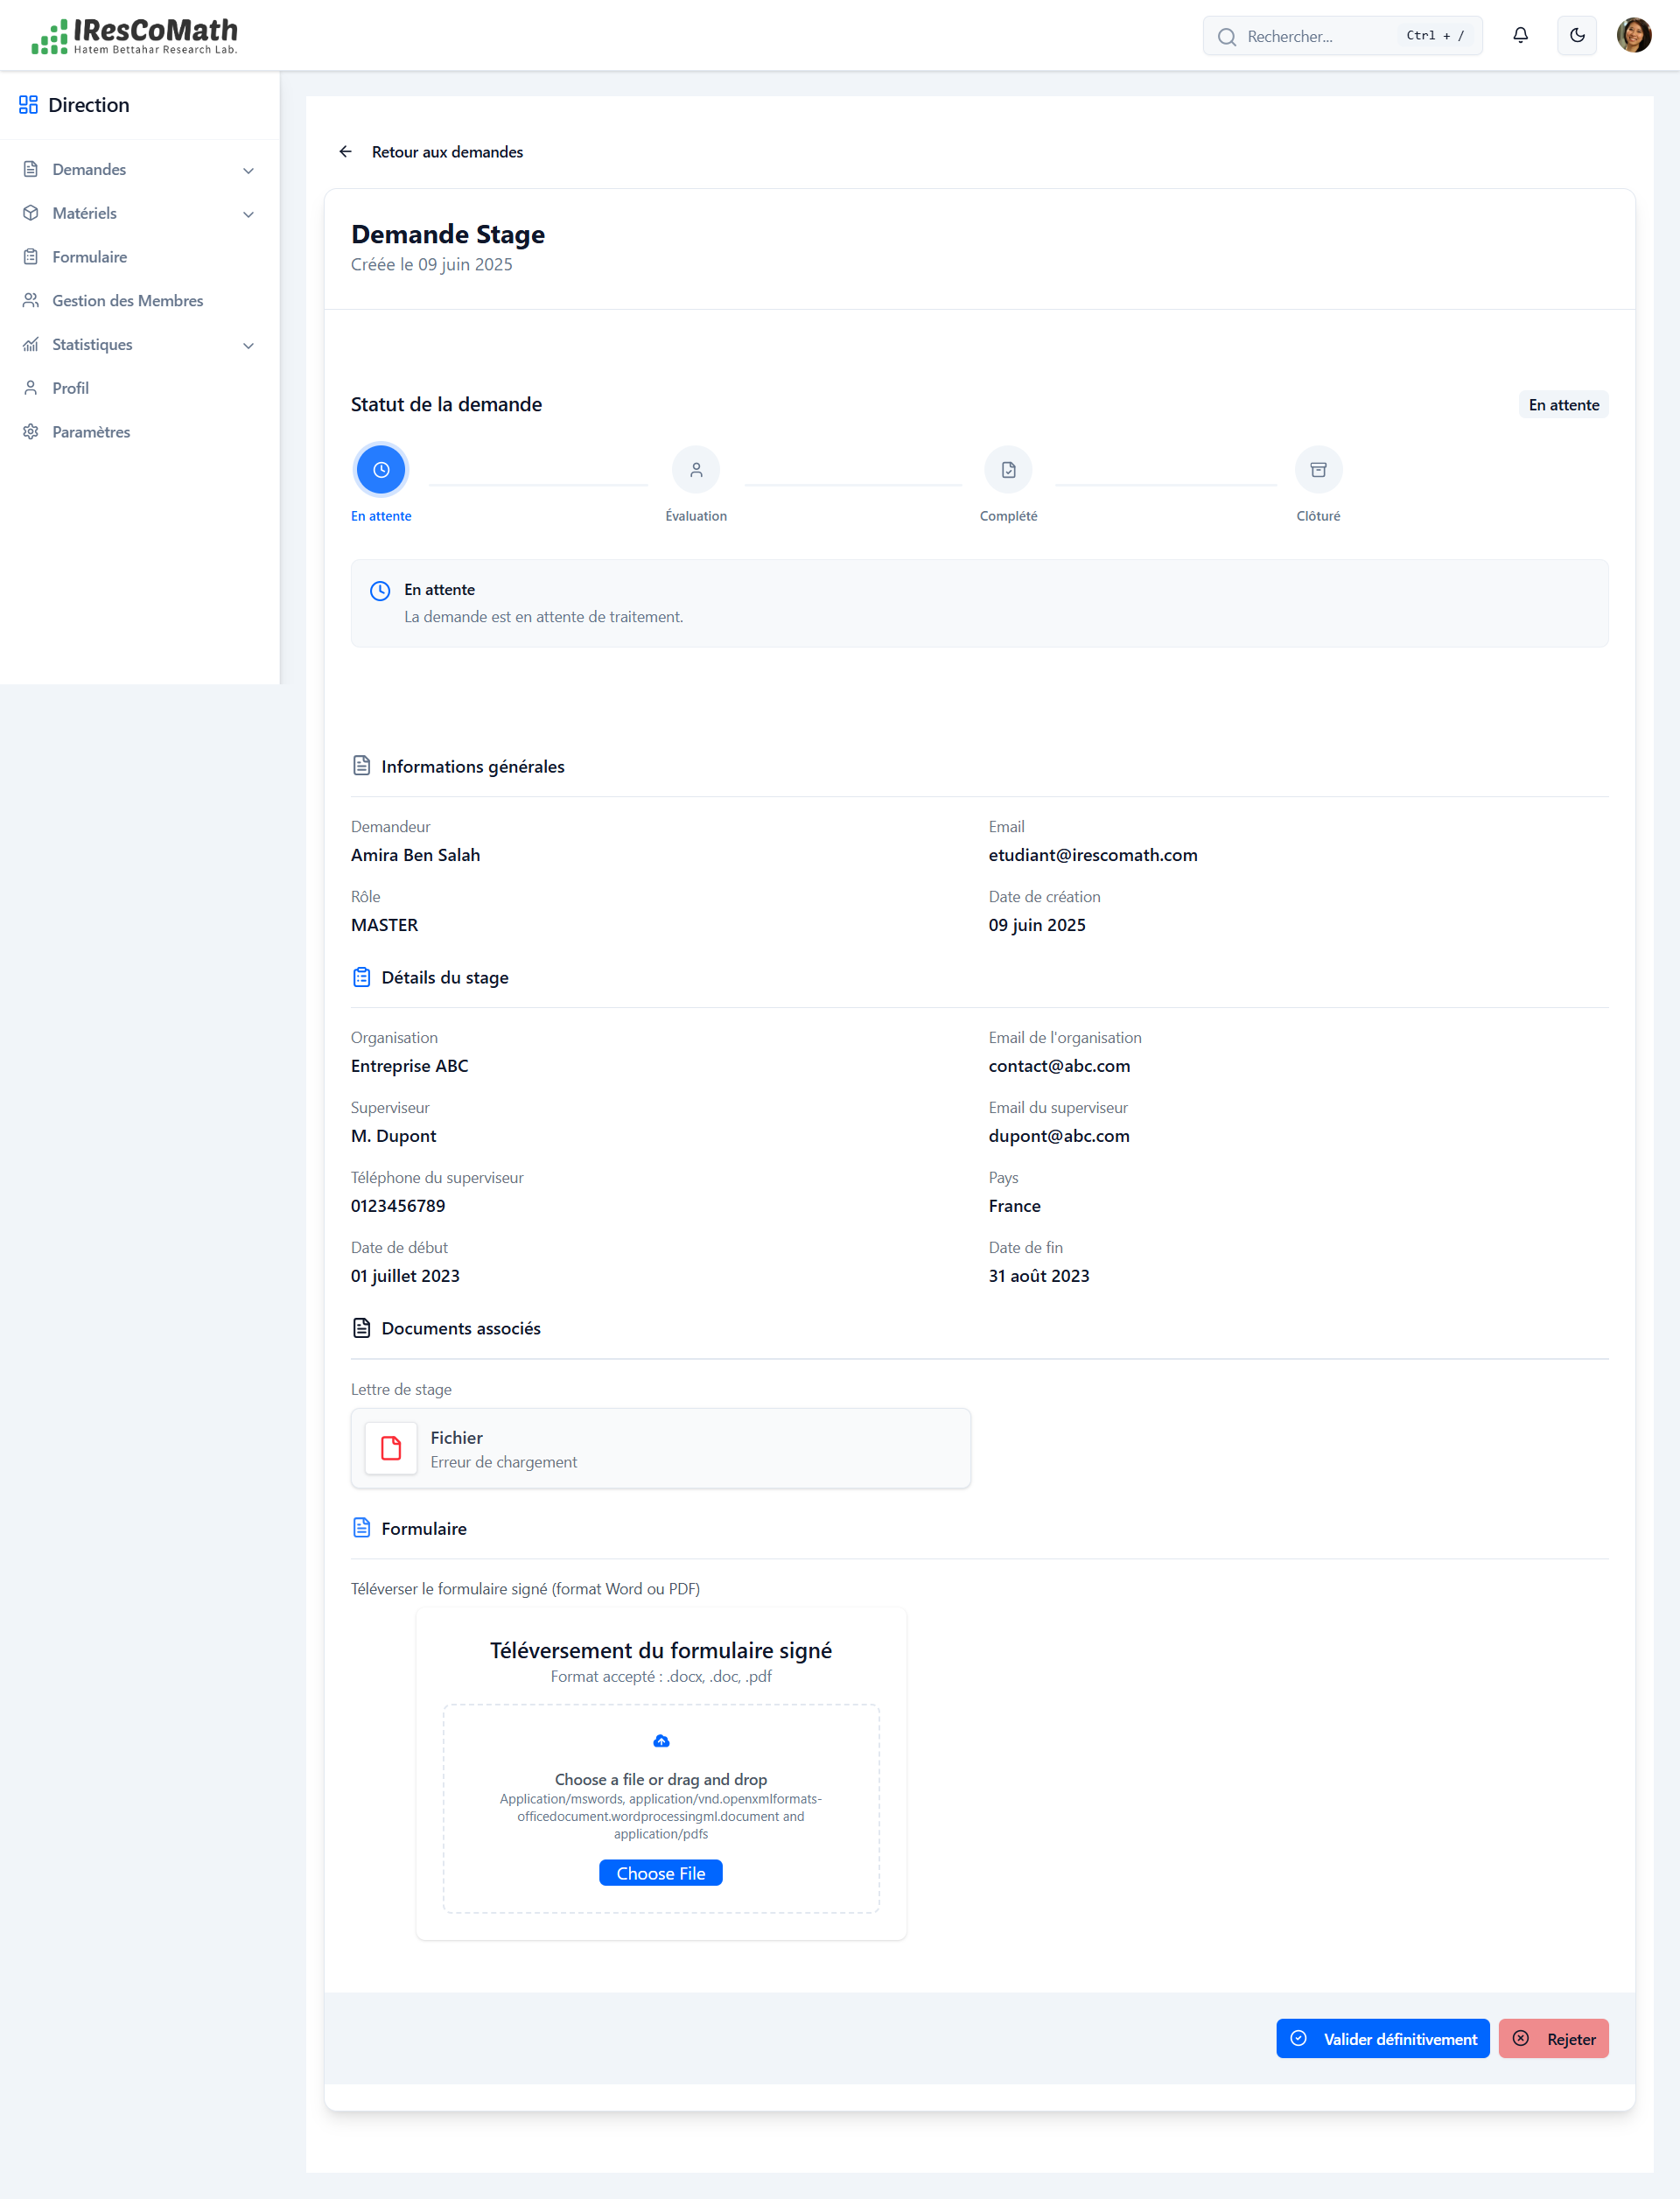 IResCoMath
Hatem Bettahar Research Lab.
Rechercher...
Ctrl + /
Direction
Demandes
Matériels
Formulaire
Gestion des Membres
Statistiques
Profil
Paramètres
Retour aux demandes
Demande Stage
Créée le 09 juin 2025
Statut de la demande
En attente
En attente
Évaluation
Complété
Clôturé
En attente
La demande est en attente de traitement.
Informations générales
Demandeur
Amira Ben Salah
Email
etudiant@irescomath.com
Rôle
MASTER
Date de création
09 juin 2025
Détails du stage
Organisation
Entreprise ABC
Email de l'organisation
contact@abc.com
Superviseur
M. Dupont
Email du superviseur
dupont@abc.com
Téléphone du superviseur
0123456789
Pays
France
Date de début
01 juillet 2023
Date de fin
31 août 2023
Documents associés
Lettre de stage
Fichier
Erreur de chargement
Formulaire
Téléverser le formulaire signé (format Word ou PDF)
Téléversement du formulaire signé
Format accepté : .docx, .doc, .pdf
Choose a file or drag and drop
Application/mswords, application/vnd.openxmlformats-
officedocument.wordprocessingml.document and
application/pdfs
Choose File
Valider définitivement
Rejeter